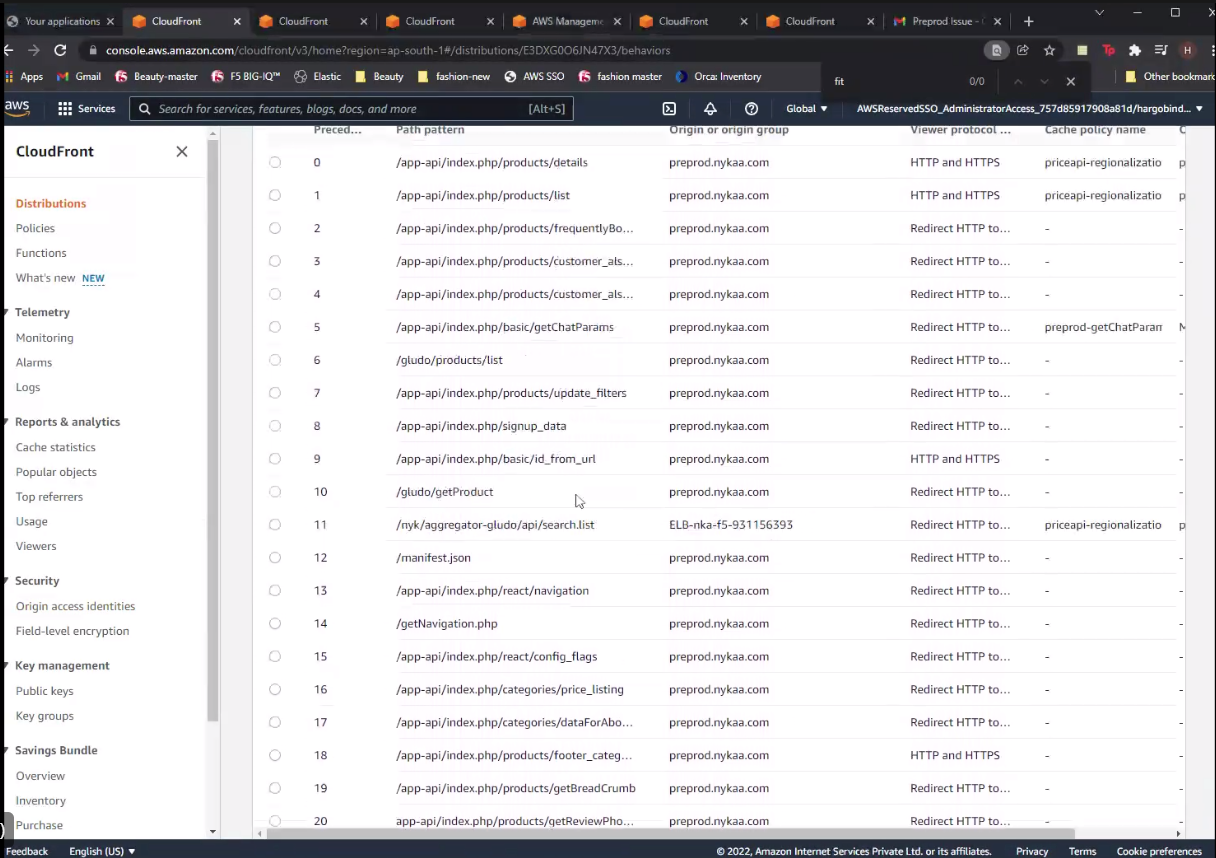 Your applications
CloudFront
CloudFront
CloudFront
AWS Manageme
CloudFront
CloudFront
Preprod Issue -
console.aws.amazon.com/cloudfront/v3/home?region=ap-south-1#/distributions/E3DXG0O6JN47X3/behaviors
H
Apps
Gmail
Beauty-master
F5 BIG-IQ™
Elastic
Beauty
fashion-new
AWS SSO
fashion master
Orca Inventory
Other bookmark
fit
0/0
aws
Services
Search for services, features, blogs, docs, and more
[Alt+S]
Global
AWSReservedSSO_AdministratorAccess_757d85917908a81d/hargobind...
CloudFront
Distributions
Policies
Functions
What's new NEW
Telemetry
Monitoring
Alarms
Logs
Reports & analytics
Cache statistics
Popular objects
Top referrers
Usage
Viewers
Security
Origin access identities
Field-level encryption
Key management
Public keys
Key groups
Savings Bundle
Overview
Inventory
Purchase
Preced... Path pattern Origin or origin group Viewer protocol ... Cache policy name
0 /app-api/index.php/products/details preprod.nykaa.com HTTP and HTTPS priceapi-regionalizatio p
1 /app-api/index.php/products/list preprod.nykaa.com HTTP and HTTPS priceapi-regionalizatio p
2 /app-api/index.php/products/frequentlyBo... preprod.nykaa.com Redirect HTTP to... - -
3 /app-api/index.php/products/customer_als... preprod.nykaa.com Redirect HTTP to... - -
4 /app-api/index.php/products/customer_als... preprod.nykaa.com Redirect HTTP to... - -
5 /app-api/index.php/basic/getChatParams preprod.nykaa.com Redirect HTTP to... preprod-getChatParam M
6 /gludo/products/list preprod.nykaa.com Redirect HTTP to... - -
7 /app-api/index.php/products/update_filters preprod.nykaa.com Redirect HTTP to... - -
8 /app-api/index.php/signup_data preprod.nykaa.com Redirect HTTP to... - -
9 /app-api/index.php/basic/id_from_url preprod.nykaa.com HTTP and HTTPS - -
10 /gludo/getProduct preprod.nykaa.com Redirect HTTP to... - -
11 /nyk/aggregator-gludo/api/search.list ELB-nka-f5-931156393 Redirect HTTP to... priceapi-regionalizatio p
12 /manifest.json preprod.nykaa.com Redirect HTTP to... - -
13 /app-api/index.php/react/navigation preprod.nykaa.com Redirect HTTP to... - -
14 /getNavigation.php preprod.nykaa.com Redirect HTTP to... - -
15 /app-api/index.php/react/config_flags preprod.nykaa.com Redirect HTTP to... - -
16 /app-api/index.php/categories/price_listing preprod.nykaa.com Redirect HTTP to... - -
17 /app-api/index.php/categories/dataForAbo... preprod.nykaa.com Redirect HTTP to... - -
18 /app-api/index.php/products/footer_categ... preprod.nykaa.com HTTP and HTTPS - -
19 /app-api/index.php/products/getBreadCrumb preprod.nykaa.com Redirect HTTP to... - -
20 app-api/index.php/products/getReviewPho... preprod.nykaa.com Redirect HTTP to... - -
Feedback English (US) © 2022, Amazon Internet Services Private Ltd. or its affiliates. Privacy Terms Cookie preferences